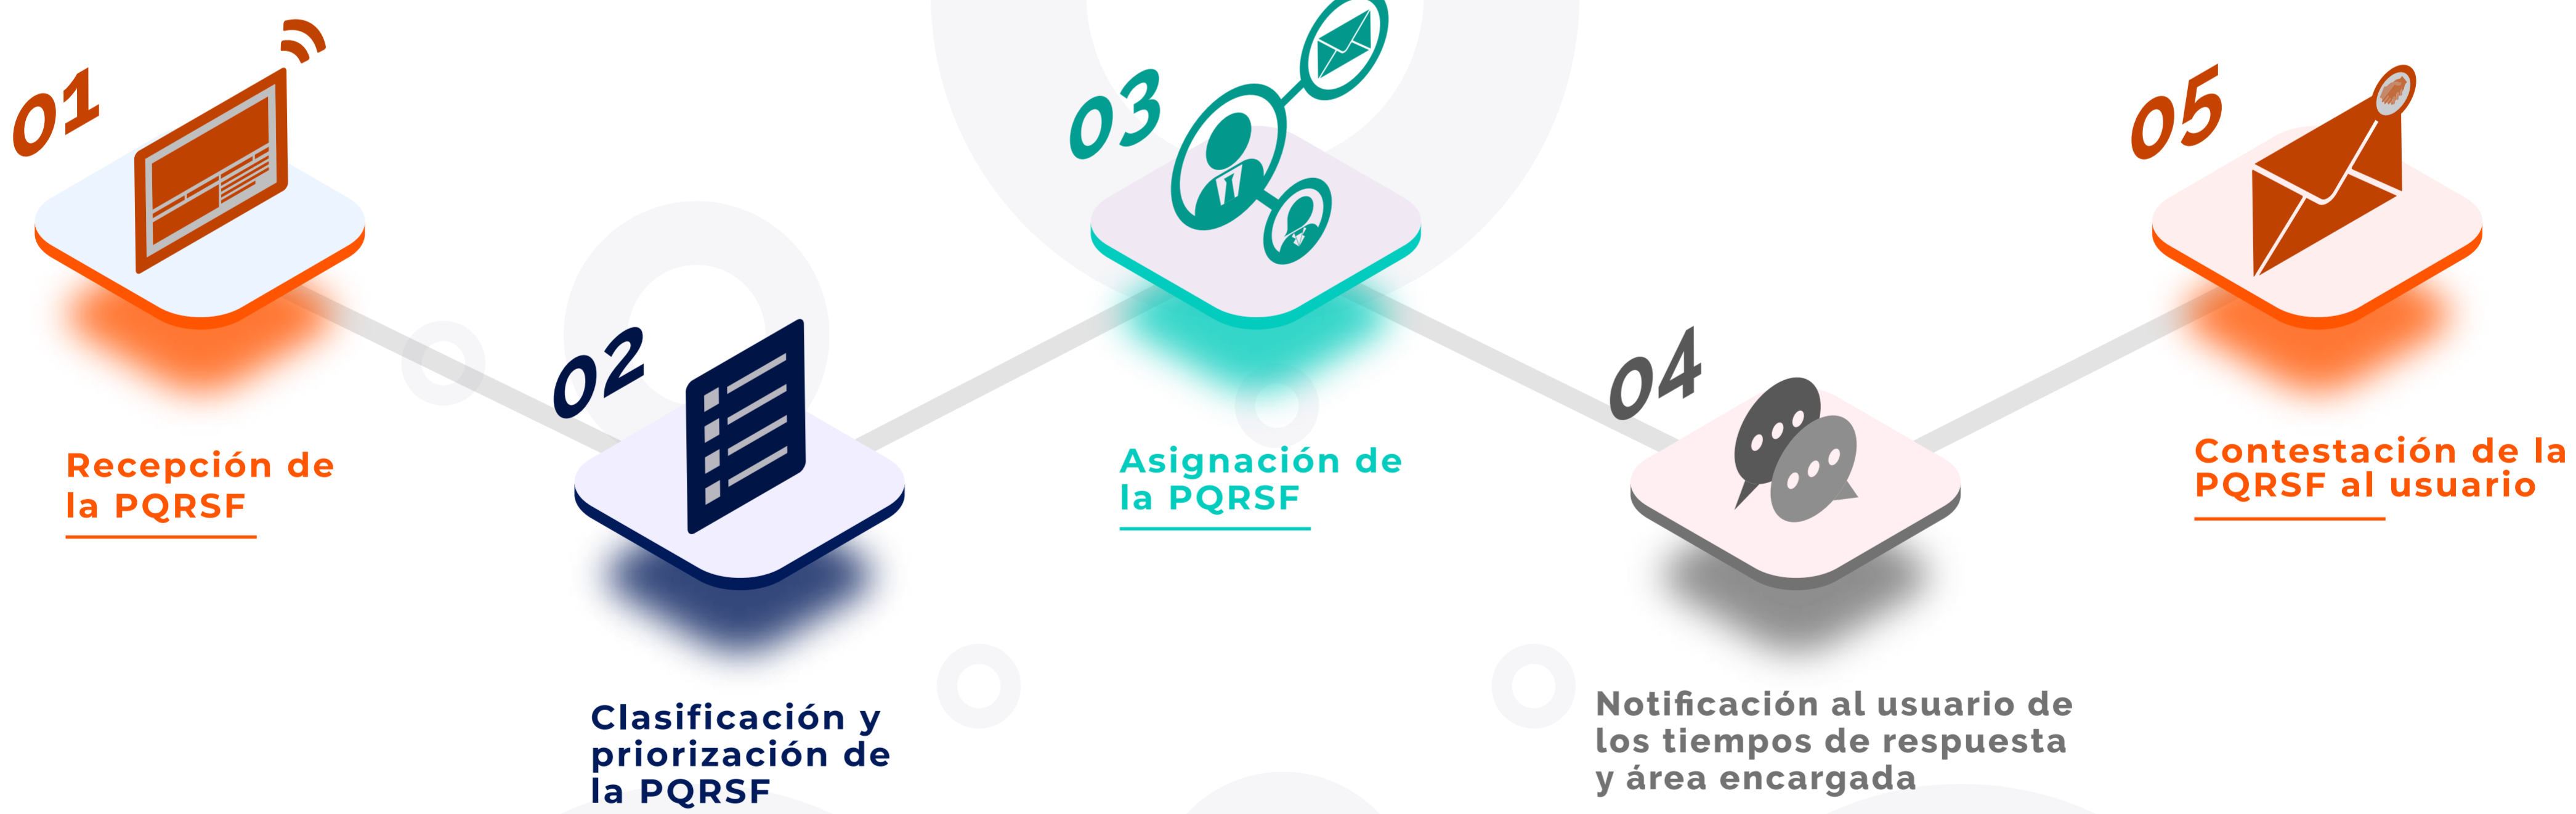 01
Recepción de
la PQRSF
02
Clasificación y
priorización de
la PQRSF
03
Asignación de
la PQRSF
04
Notificación al usuario de
los tiempos de respuesta
y área encargada
05
Contestación de la
PQRSF al usuario